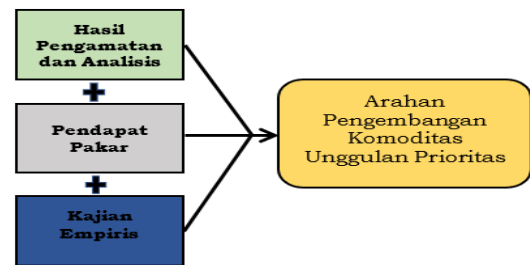 Hasil
Pengamatan
dan Analisis
Pendapat
Pakar
Kajian
Empiris
Arahan
Pengembangan
Komoditas
Unggulan Prioritas